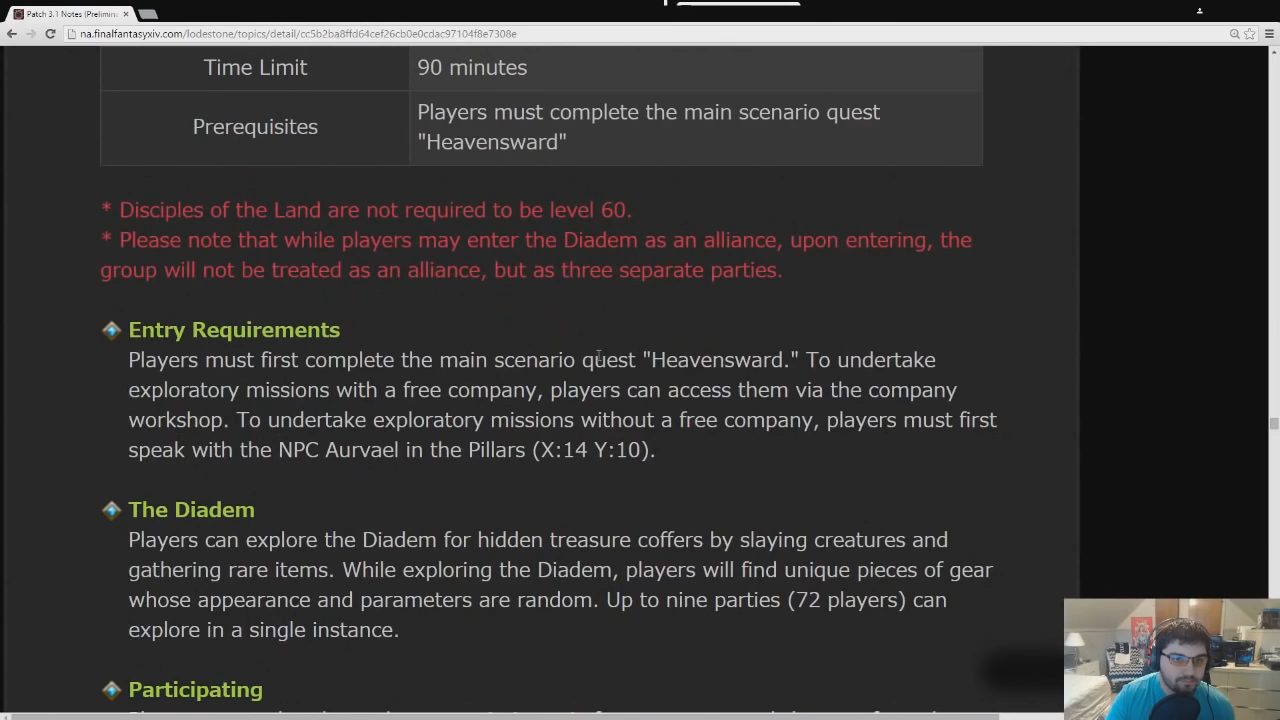 Patch 3.1 Notes (Prelimina
na.finalfantasyxiv.com/lodestone/topics/detail/cc5b2ba8ffd64cef26cb0e0cdac97104f8e7308e
Time Limit 90 minutes
Prerequisites Players must complete the main scenario quest
"Heavensward"
* Disciples of the Land are not required to be level 60.
* Please note that while players may enter the Diadem as an alliance, upon entering, the
group will not be treated as an alliance, but as three separate parties.
Entry Requirements
Players must first complete the main scenario quest "Heavensward." To undertake
exploratory missions with a free company, players can access them via the company
workshop. To undertake exploratory missions without a free company, players must first
speak with the NPC Aurvael in the Pillars (X:14 Y:10).
The Diadem
Players can explore the Diadem for hidden treasure coffers by slaying creatures and
gathering rare items. While exploring the Diadem, players will find unique pieces of gear
whose appearance and parameters are random. Up to nine parties (72 players) can
explore in a single instance.
Participating